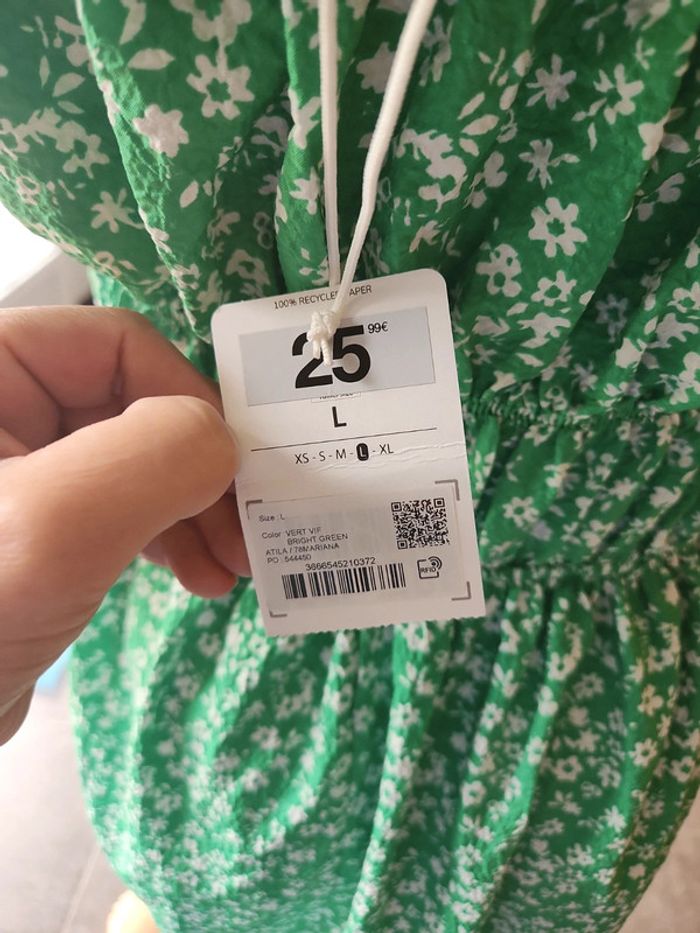 100% RECYCLED PAPER
25 99€
L
XS - S - M - L - XL
Size : L
Color :VERT VIF
BRIGHT GREEN
ATILA / 78MARIANA
PO : 544450
3666545210372
RFID